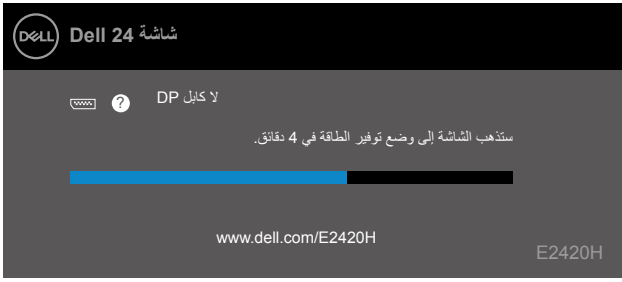 DELL
شاشة Dell 24
?
لا كابل DP
ستذهب الشاشة إلى وضع توفير الطاقة في 4 دقائق.
www.dell.com/E2420H
E2420H